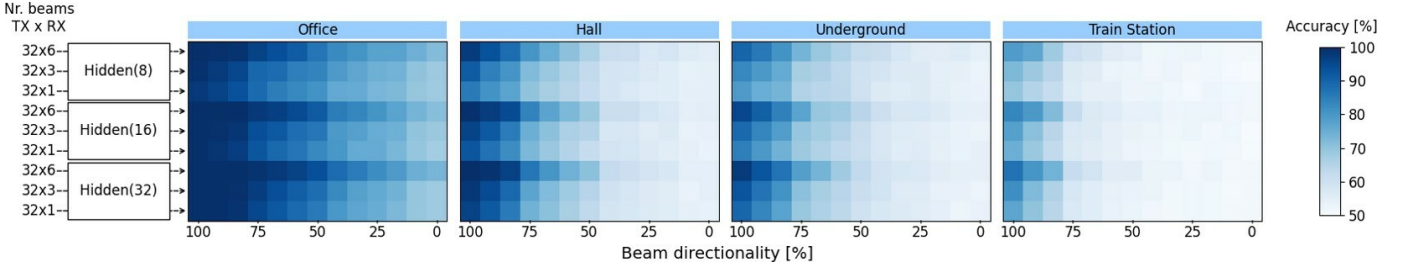 Nr. beams
TX x RX
Office
Hall
Underground
Train Station
Accuracy [%]
32x6
32x3
32x1
Hidden(8)
32x6
32x3
32x1
Hidden(16)
32x6
32x3
32x1
Hidden(32)
100 75 50 25 0
100 75 50 25 0
100 75 50 25 0
100 75 50 25 0
Beam directionality [%]
100
90
80
70
60
50